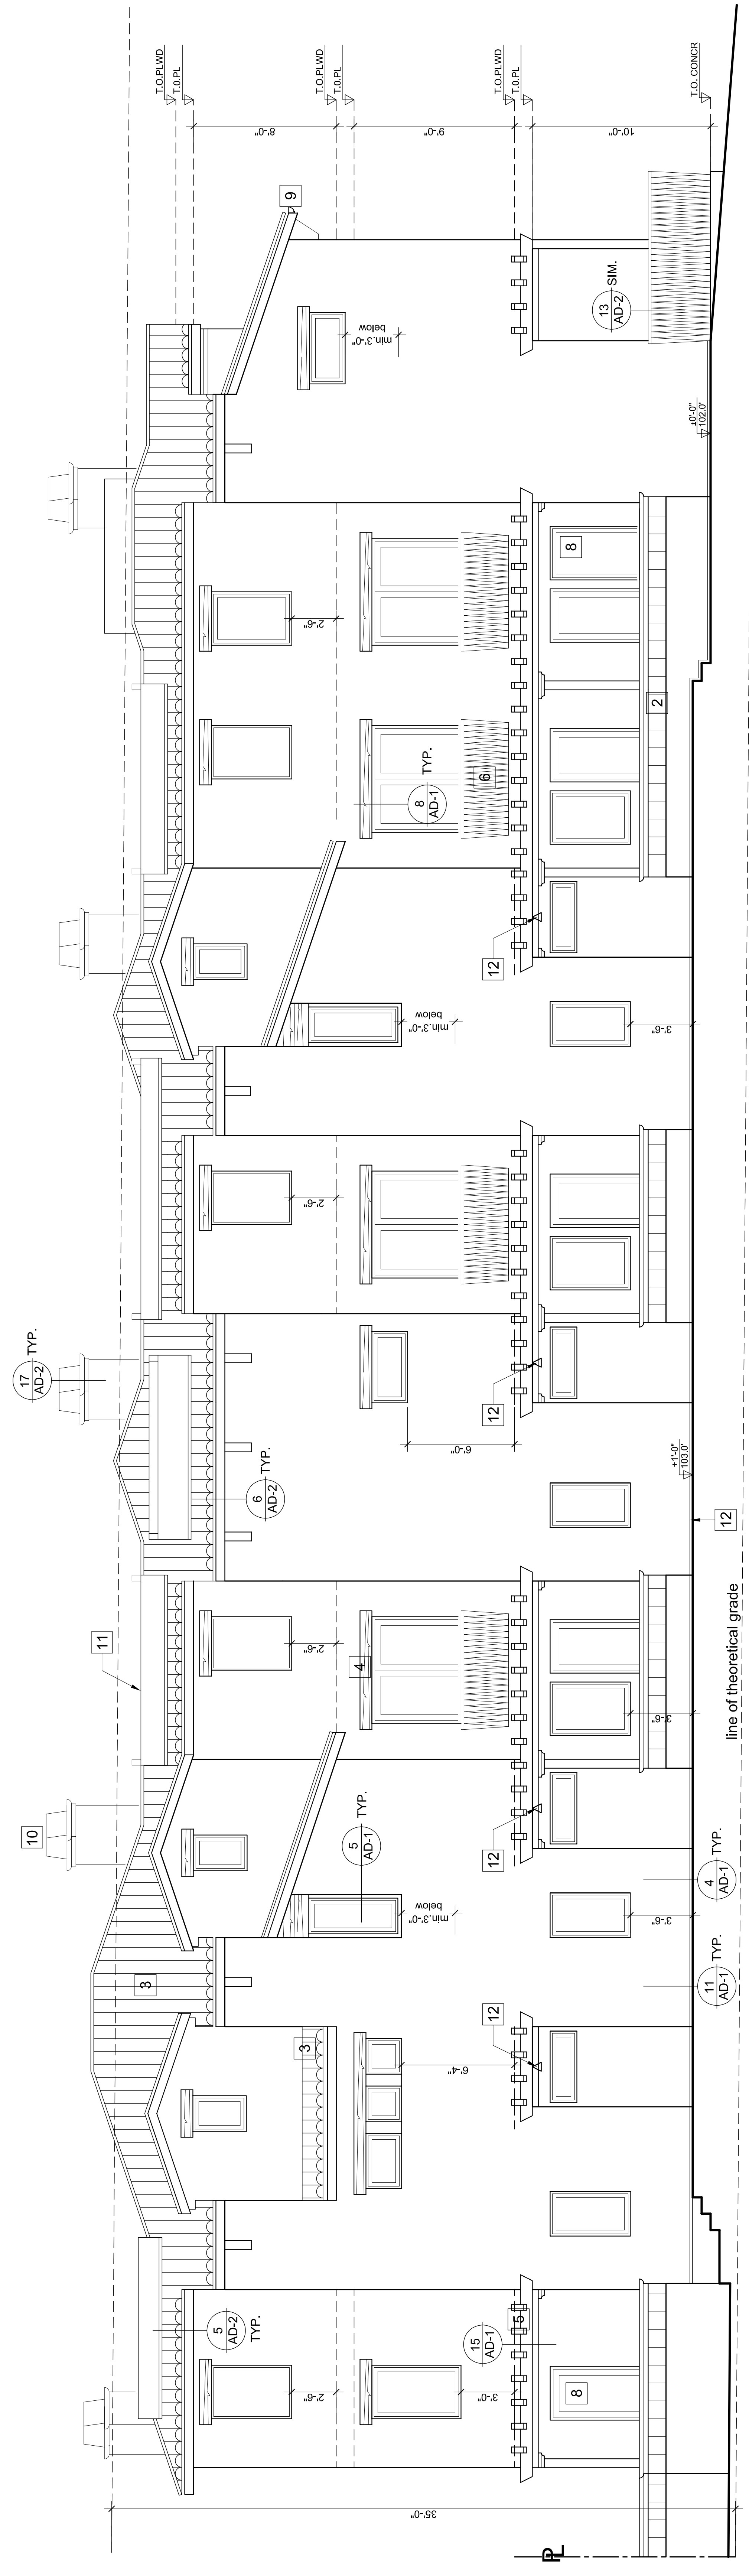 17
AD-2
TYP.
10
11
3
T.O.PLWD
T.O.PL
5
AD-2
TYP.
6
AD-2
TYP.
8'-0"
9
3
2'-6"
2'-6"
2'-6"
2'-6"
T.O.PLWD
T.O.PL
4
5
AD-1
TYP.
8
AD-1
TYP.
min.3'-0"
below
min.3'-0"
below
min.3'-0"
below
9'-0"
3'-0"
6'-4"
6'-0"
6
15
AD-1
5
12
12
12
12
T.O.PLWD
T.O.PL
8
8
13
AD-2
SIM.
10'-0"
2
3'-6"
3'-6"
3'-6"
+1'-0"
103.0'
±0'-0"
102.0'
T.O. CONCR
11
AD-1
TYP.
4
AD-1
TYP.
12
line of theoretical grade
35'-0"
PL